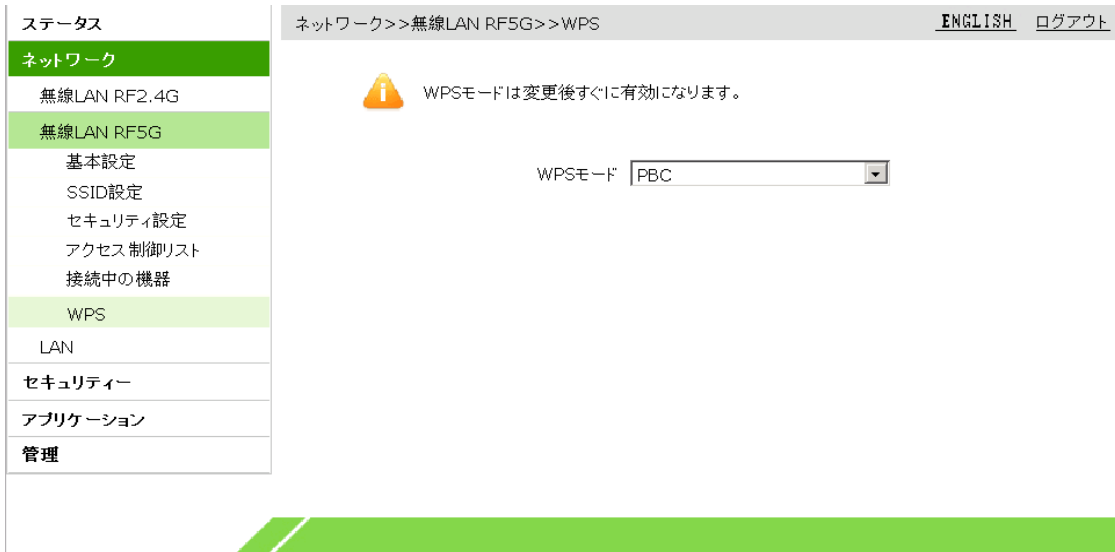 ステータス
ネットワーク
無線LAN RF2.4G
無線LAN RF5G
基本設定
SSID設定
セキュリティ設定
アクセス制御リスト
接続中の機器
WPS
LAN
セキュリティー
アプリケーション
管理
ネットワーク>>無線LAN RF5G>>WPS
ENGLISH ログアウト
WPSモードは変更後すぐに有効になります。
WPSモード PBC